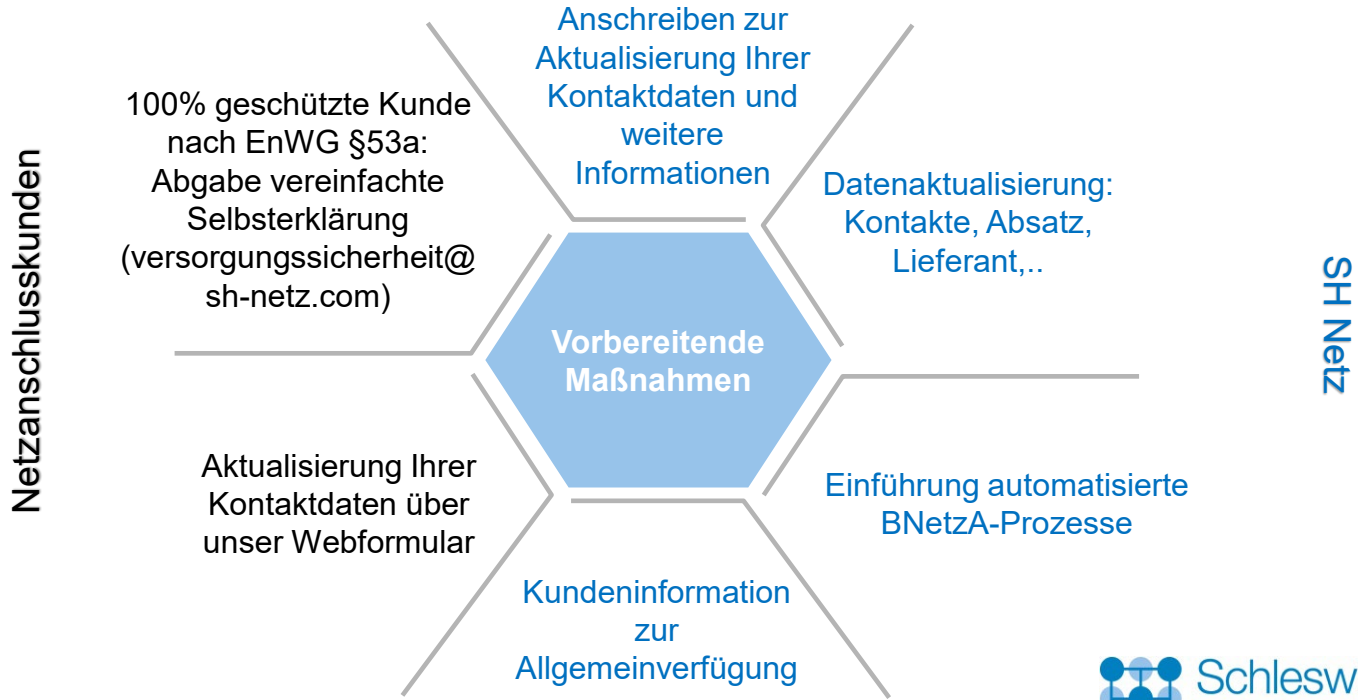 Anschreiben zur
Aktualisierung Ihrer
Kontaktdaten und
weitere
Informationen
100% geschützte Kunde
nach EnWG §53a:
Abgabe vereinfachte
Selbsterklärung
(versorgungssicherheit@
sh-netz.com)
Datenaktualisierung:
Kontakte, Absatz,
Lieferant,..
Netzanschlusskunden
Vorbereitende
Maßnahmen
SH Netz
Aktualisierung Ihrer
Kontaktdaten über
unser Webformular
Einführung automatisierte
BNetzA-Prozesse
Kundeninformation
zur
Allgemeinverfügung
Schlesw